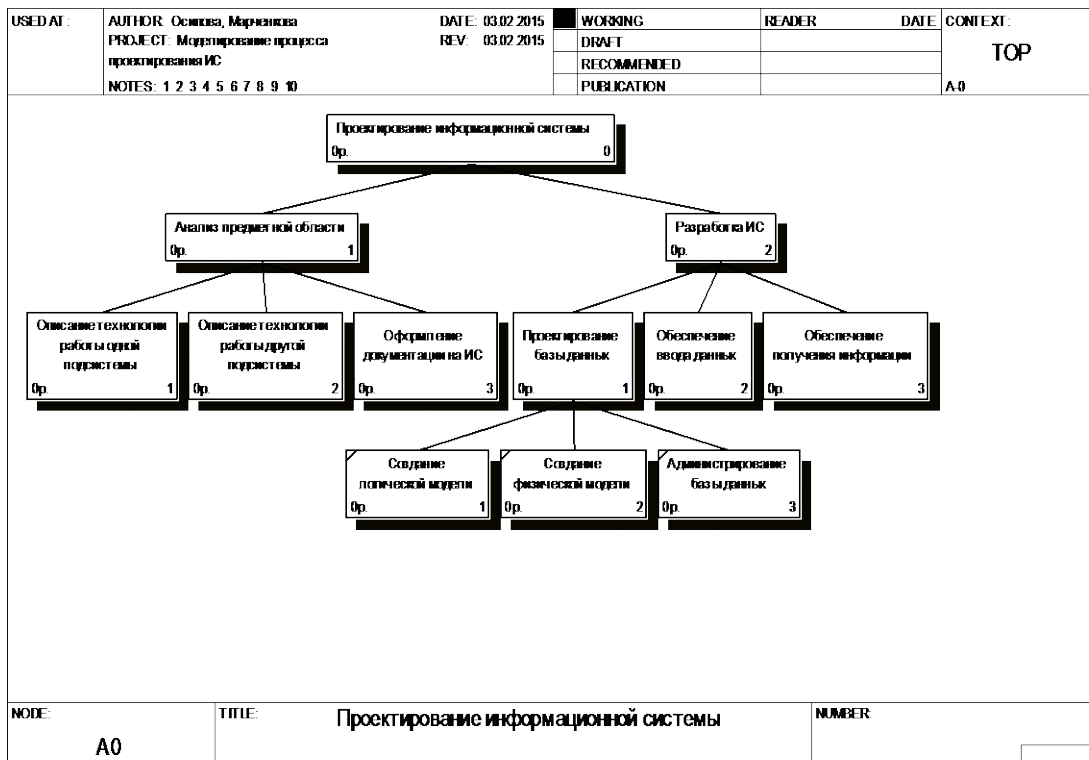 USED AT:
AUTHOR: Осипова, Марченкова
DATE: 03.02.2015
WORKING
READER
DATE
CONTEXT:
PROJECT: Моделирование процесса
REV: 03.02.2015
DRAFT
TOP
проектирования ИС
RECOMMENDED
NOTES: 1 2 3 4 5 6 7 8 9 10
PUBLICATION
A-0
Проектирование информационной системы
0р.
0
Анализ предметной области
0р.
1
Разработка ИС
0р.
2
Описание технологии
работы одной
подсистемы
0р.
1
Описание технологии
работы другой
подсистемы
0р.
2
Оформление
документации на ИС
0р.
3
Проектирование
базы данных
0р.
1
Обеспечение
ввода данных
0р.
2
Обеспечение
получения информации
0р.
3
Создание
логической модели
0р.
1
Создание
физической модели
0р.
2
Администрирование
базы данных
0р.
3
NODE:
TITLE:
Проектирование информационной системы
NUMBER:
A0